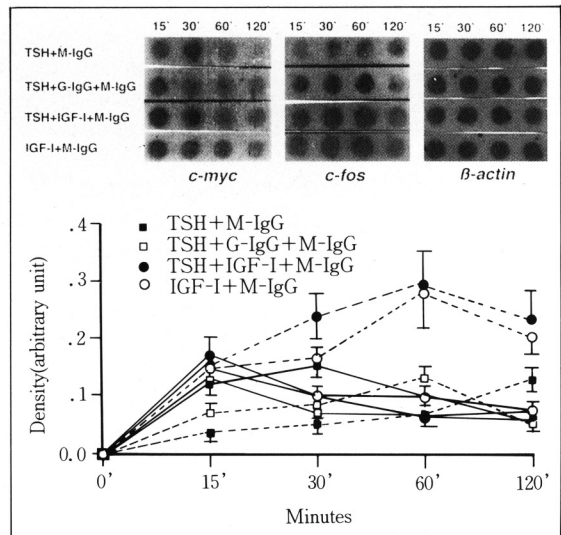 15' 30' 60' 120' 15' 30' 60' 120' 15' 30' 60' 120'
TSH+M-IgG
TSH+G-IgG+M-IgG
TSH+IGF-I+M-IgG
IGF-I+M-IgG
c-myc c-fos β-actin
.4
.3
.2
.1
0.0
Density(arbitrary unit)
TSH+M-IgG
TSH+G-IgG+M-IgG
TSH+IGF-I+M-IgG
IGF-I+M-IgG
0' 15' 30' 60' 120'
Minutes